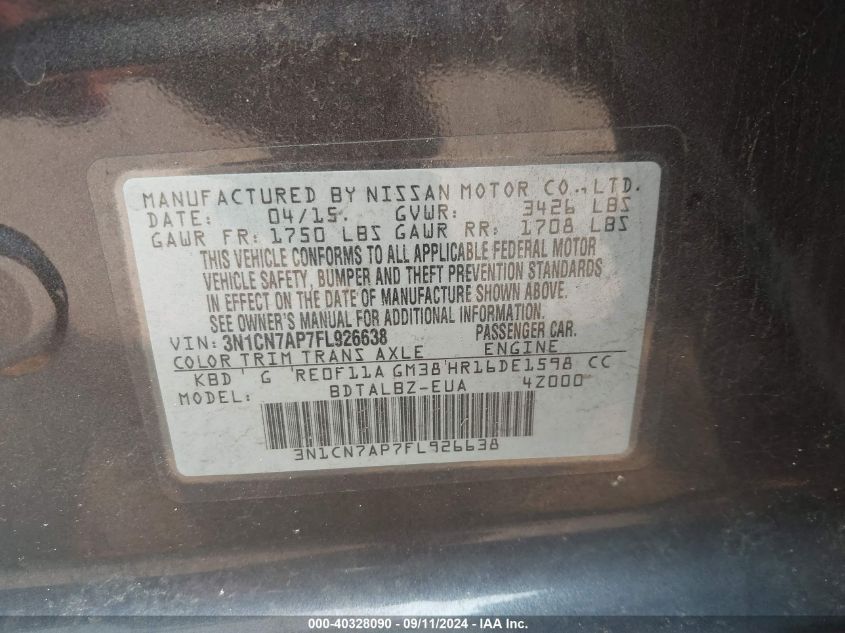 MANUFACTURED BY NISSAN MOTOR CO., LTD.
DATE: 04/15. GVWR: 3426 LBS
GAWR FR: 1750 LBS GAWR RR: 1708 LBS
THIS VEHICLE CONFORMS TO ALL APPLICABLE FEDERAL MOTOR
VEHICLE SAFETY, BUMPER AND THEFT PREVENTION STANDARDS
IN EFFECT ON THE DATE OF MANUFACTURE SHOWN ABOVE.
SEE OWNER'S MANUAL FOR ADDITIONAL INFORMATION.
VIN: 3N1CN7AP7FL926638 PASSENGER CAR.
COLOR TRIM TRANS AXLE ENGINE
KBD G RE0F11A GM38 HR16DE1598 CC
MODEL: BDTALBZ-EUA 4Z000
3N1CN7AP7FL926638
000-40328090 - 09/11/2024 - IAA Inc.